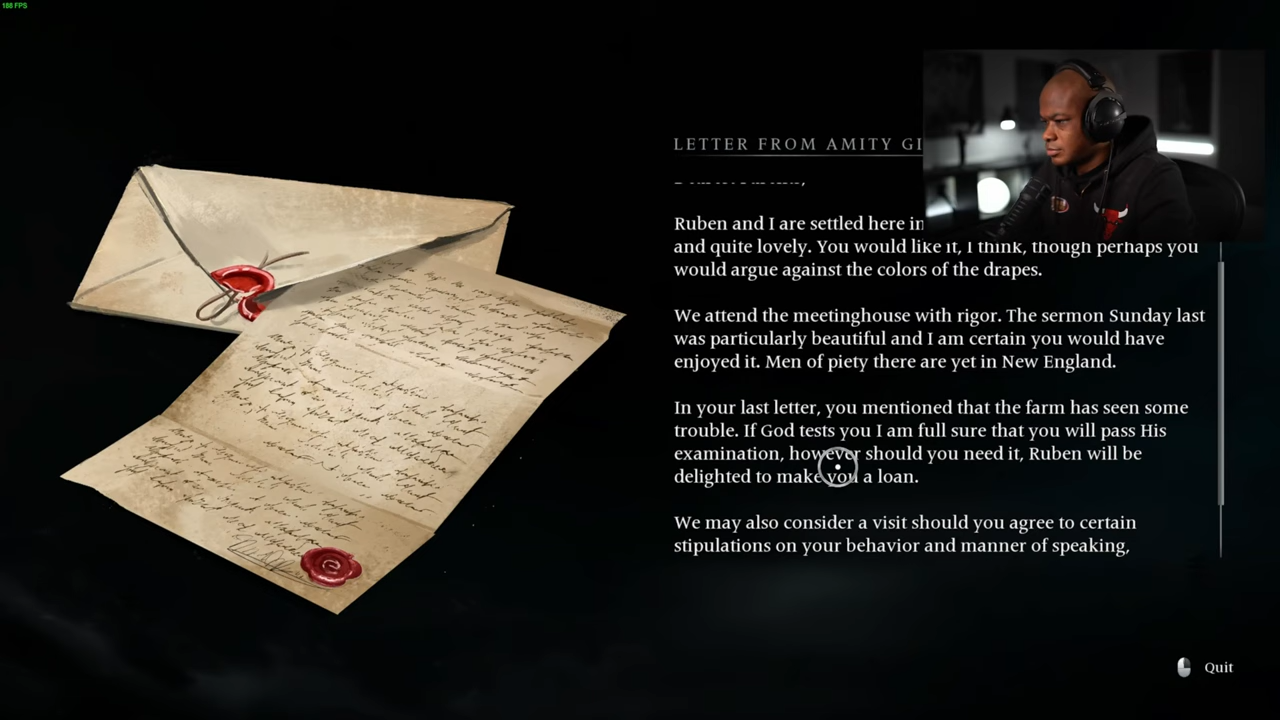 188 FPS
LETTER FROM AMITY GI
Ruben and I are settled here in
and quite lovely. You would like it, I think, though perhaps you
would argue against the colors of the drapes.
We attend the meetinghouse with rigor. The sermon Sunday last
was particularly beautiful and I am certain you would have
enjoyed it. Men of piety there are yet in New England.
In your last letter, you mentioned that the farm has seen some
trouble. If God tests you I am full sure that you will pass His
examination, however should you need it, Ruben will be
delighted to make you a loan.
We may also consider a visit should you agree to certain
stipulations on your behavior and manner of speaking,
Quit